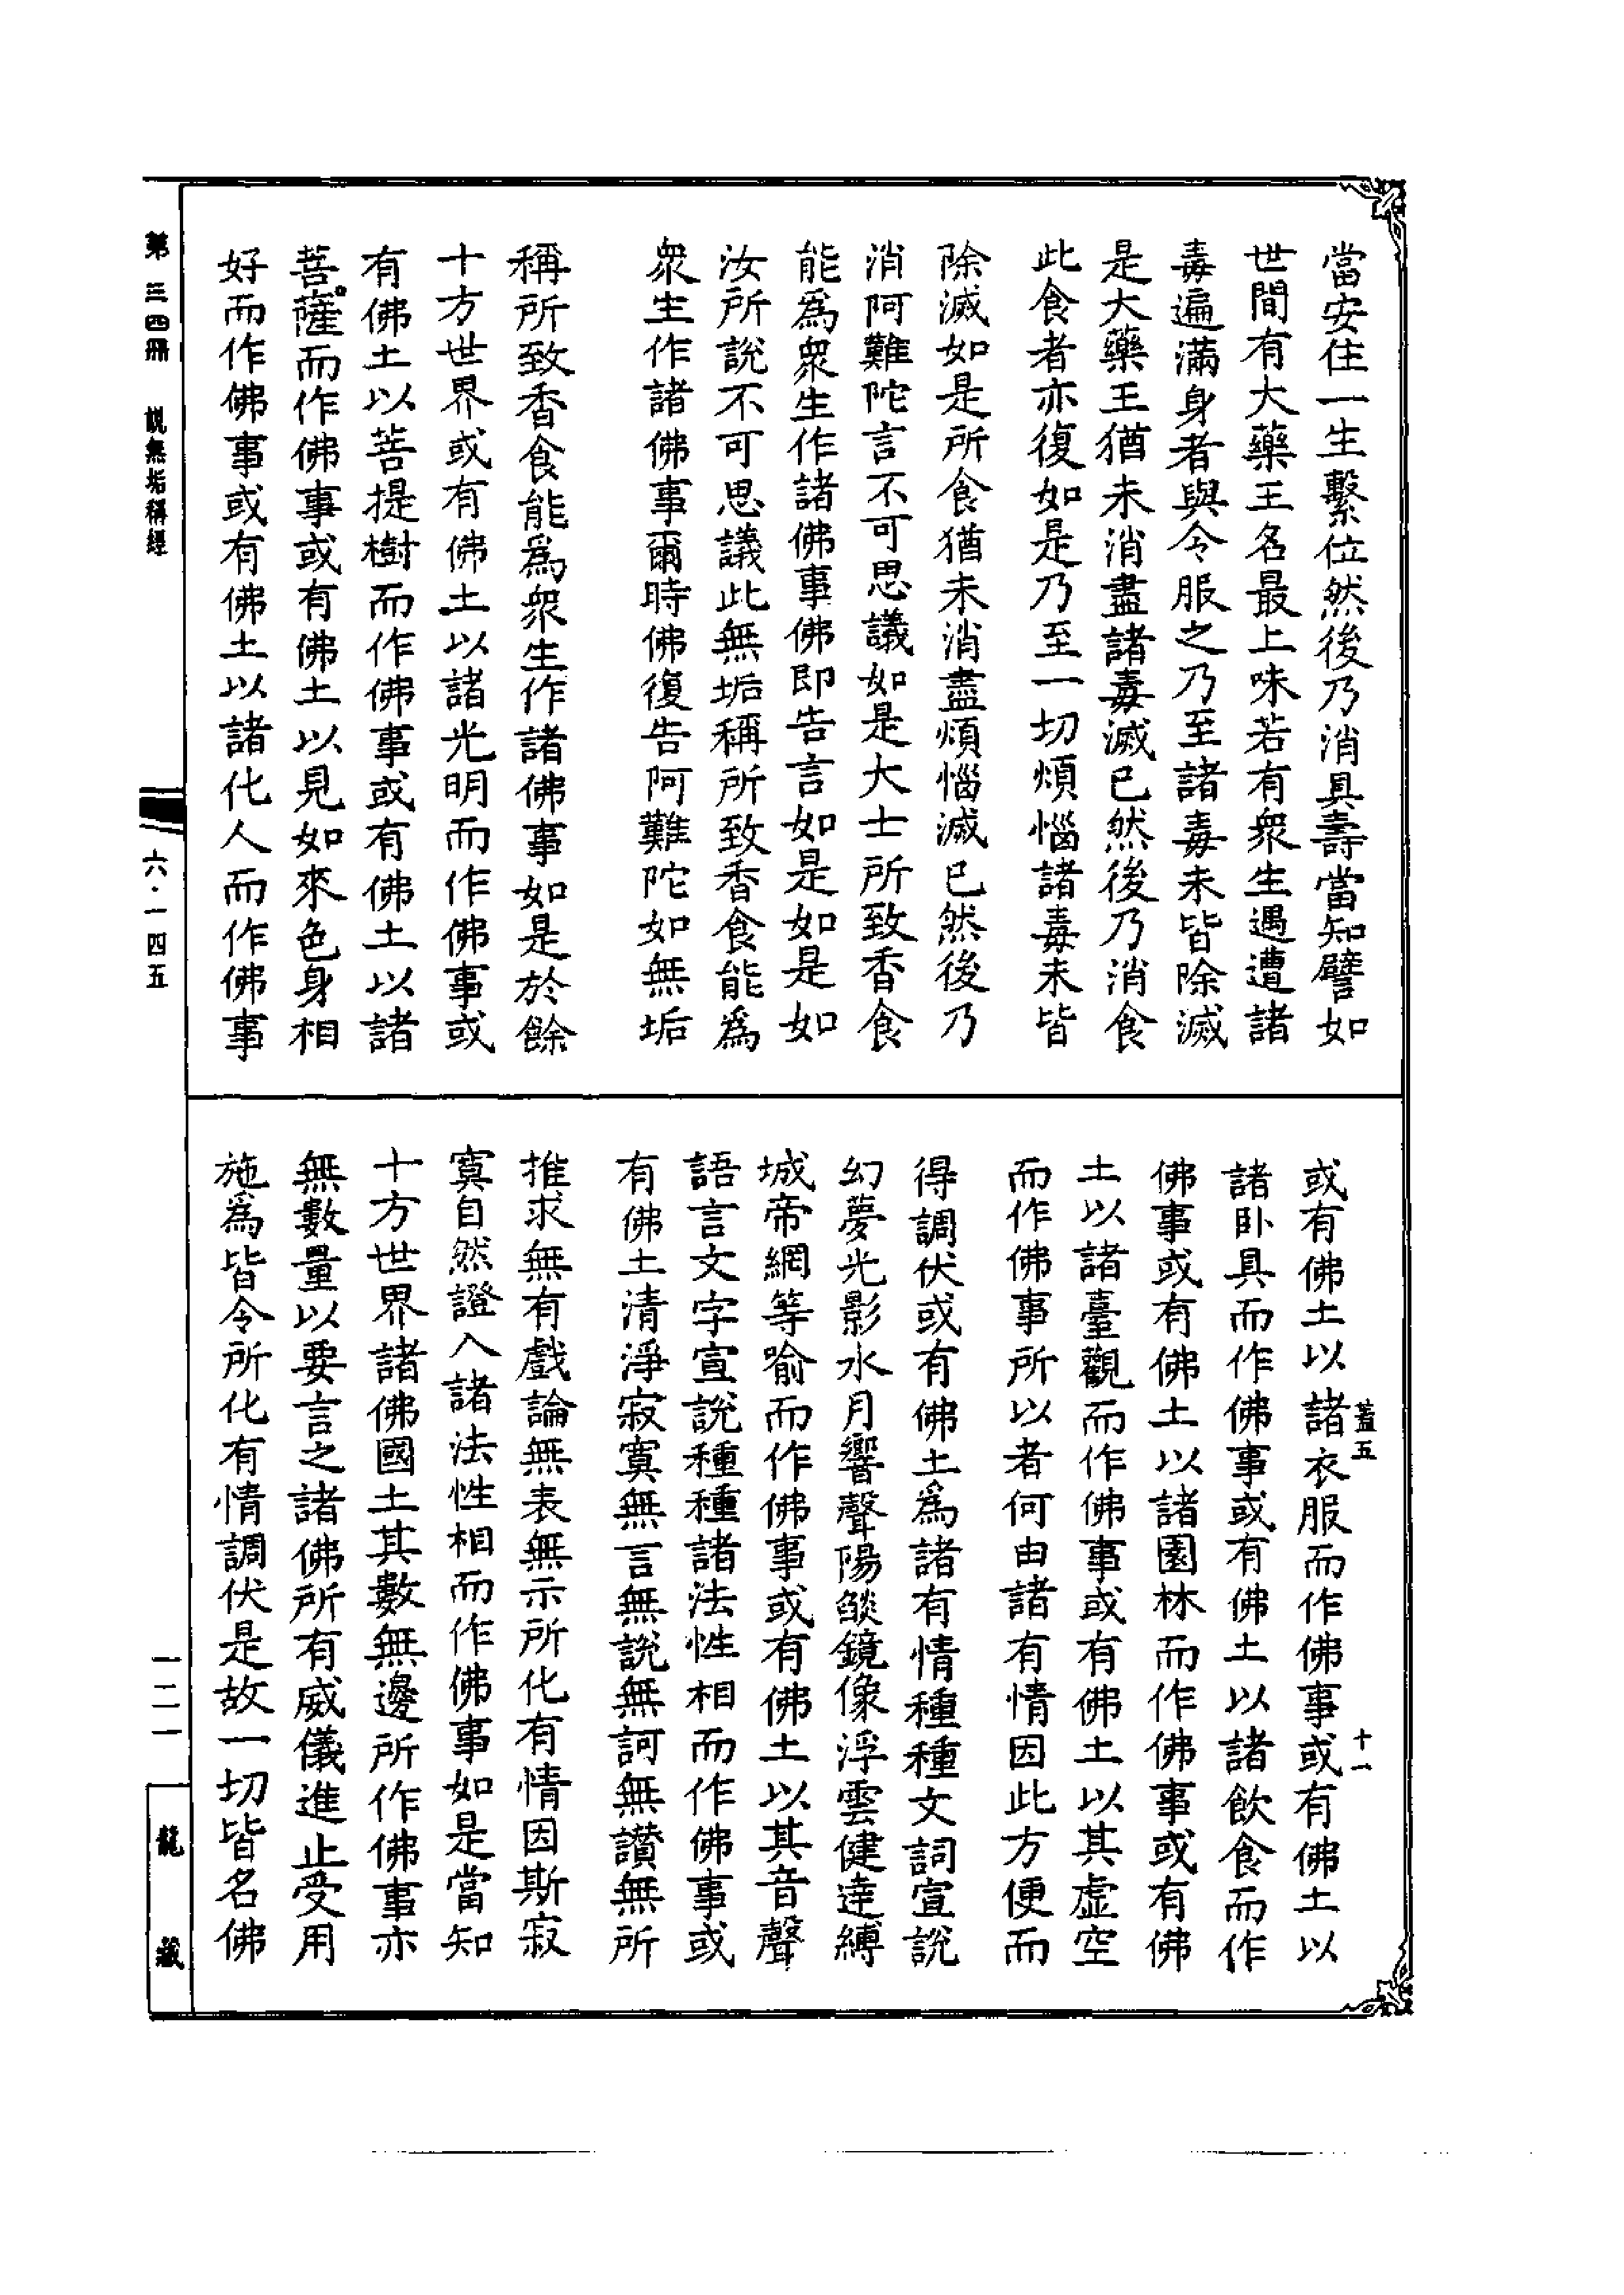 當安住一生繫位然後乃消具壽當知譬如
世間有大藥王名最上味若有衆生遇遭諸
毒遍滿身者與令服之乃至諸毒未皆除滅
是大藥王猶未消盡諸毒滅已然後乃消食
此食者亦復如是乃至一切煩惱諸毒未皆
除滅如是所食猶未消盡煩惱滅已然後乃
消阿難陀言不可思議如是大士所致香食
能爲衆生作諸佛事佛即告言如是如是如
汝所說不可思議此無垢稱所致香食能爲
衆生作諸佛事爾時佛復告阿難陀如無垢
稱所致香食能爲衆生作諸佛事如是於餘
十方世界或有佛土以諸光明而作佛事或
有佛土以菩提樹而作佛事或有佛土以諸
菩薩而作佛事或有佛土以見如來色身相
好而作佛事或有佛土以諸化人而作佛事
或有佛土以諸衣服而作佛事或有佛土以
諸卧具而作佛事或有佛土以諸飲食而作
佛事或有佛土以諸園林而作佛事或有佛
土以諸臺觀而作佛事或有佛土以其虛空
而作佛事所以者何由諸有情因此方便而
得調伏或有佛土爲諸有情種種文詞宣說
幻夢光影水月響聲陽燄鏡像浮雲健達縛
城帝網等喻而作佛事或有佛土以其音聲
語言文字宣說種種諸法性相而作佛事或
有佛土清淨寂寞無言無說無訶無讚無所
推求無有戲論無表無示所化有情因斯寂
寞自然證入諸法性相而作佛事如是當知
十方世界諸佛國土其數無邊所作佛事亦
無數量以要言之諸佛所有威儀進止受用
施爲皆令所化有情調伏是故一切皆名佛
蓋五
十一
第三四冊 說無垢稱經
六·一四五
一二一
龍藏